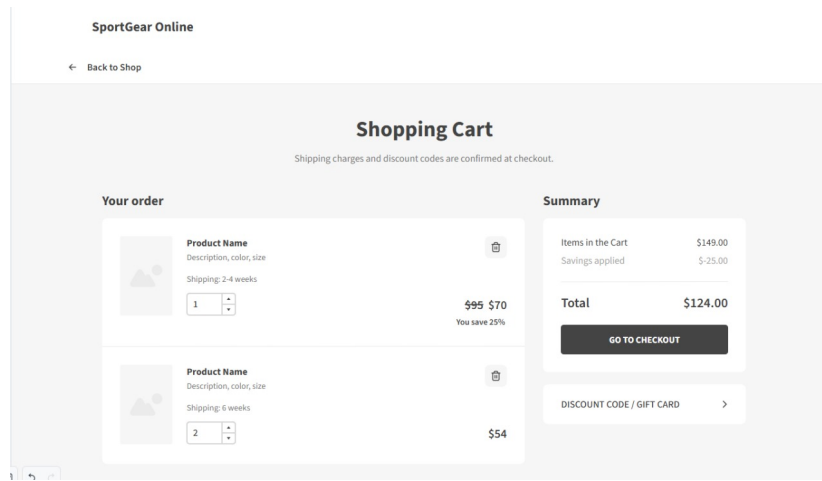 SportGear Online
← Back to Shop
Shopping Cart
Shipping charges and discount codes are confirmed at checkout.
Your order
Product Name
Description, color, size
Shipping: 2-4 weeks
1
$95 $70
You save 25%
Product Name
Description, color, size
Shipping: 6 weeks
2
$54
Summary
Items in the Cart $149.00
Savings applied $-25.00
Total $124.00
GO TO CHECKOUT
DISCOUNT CODE / GIFT CARD